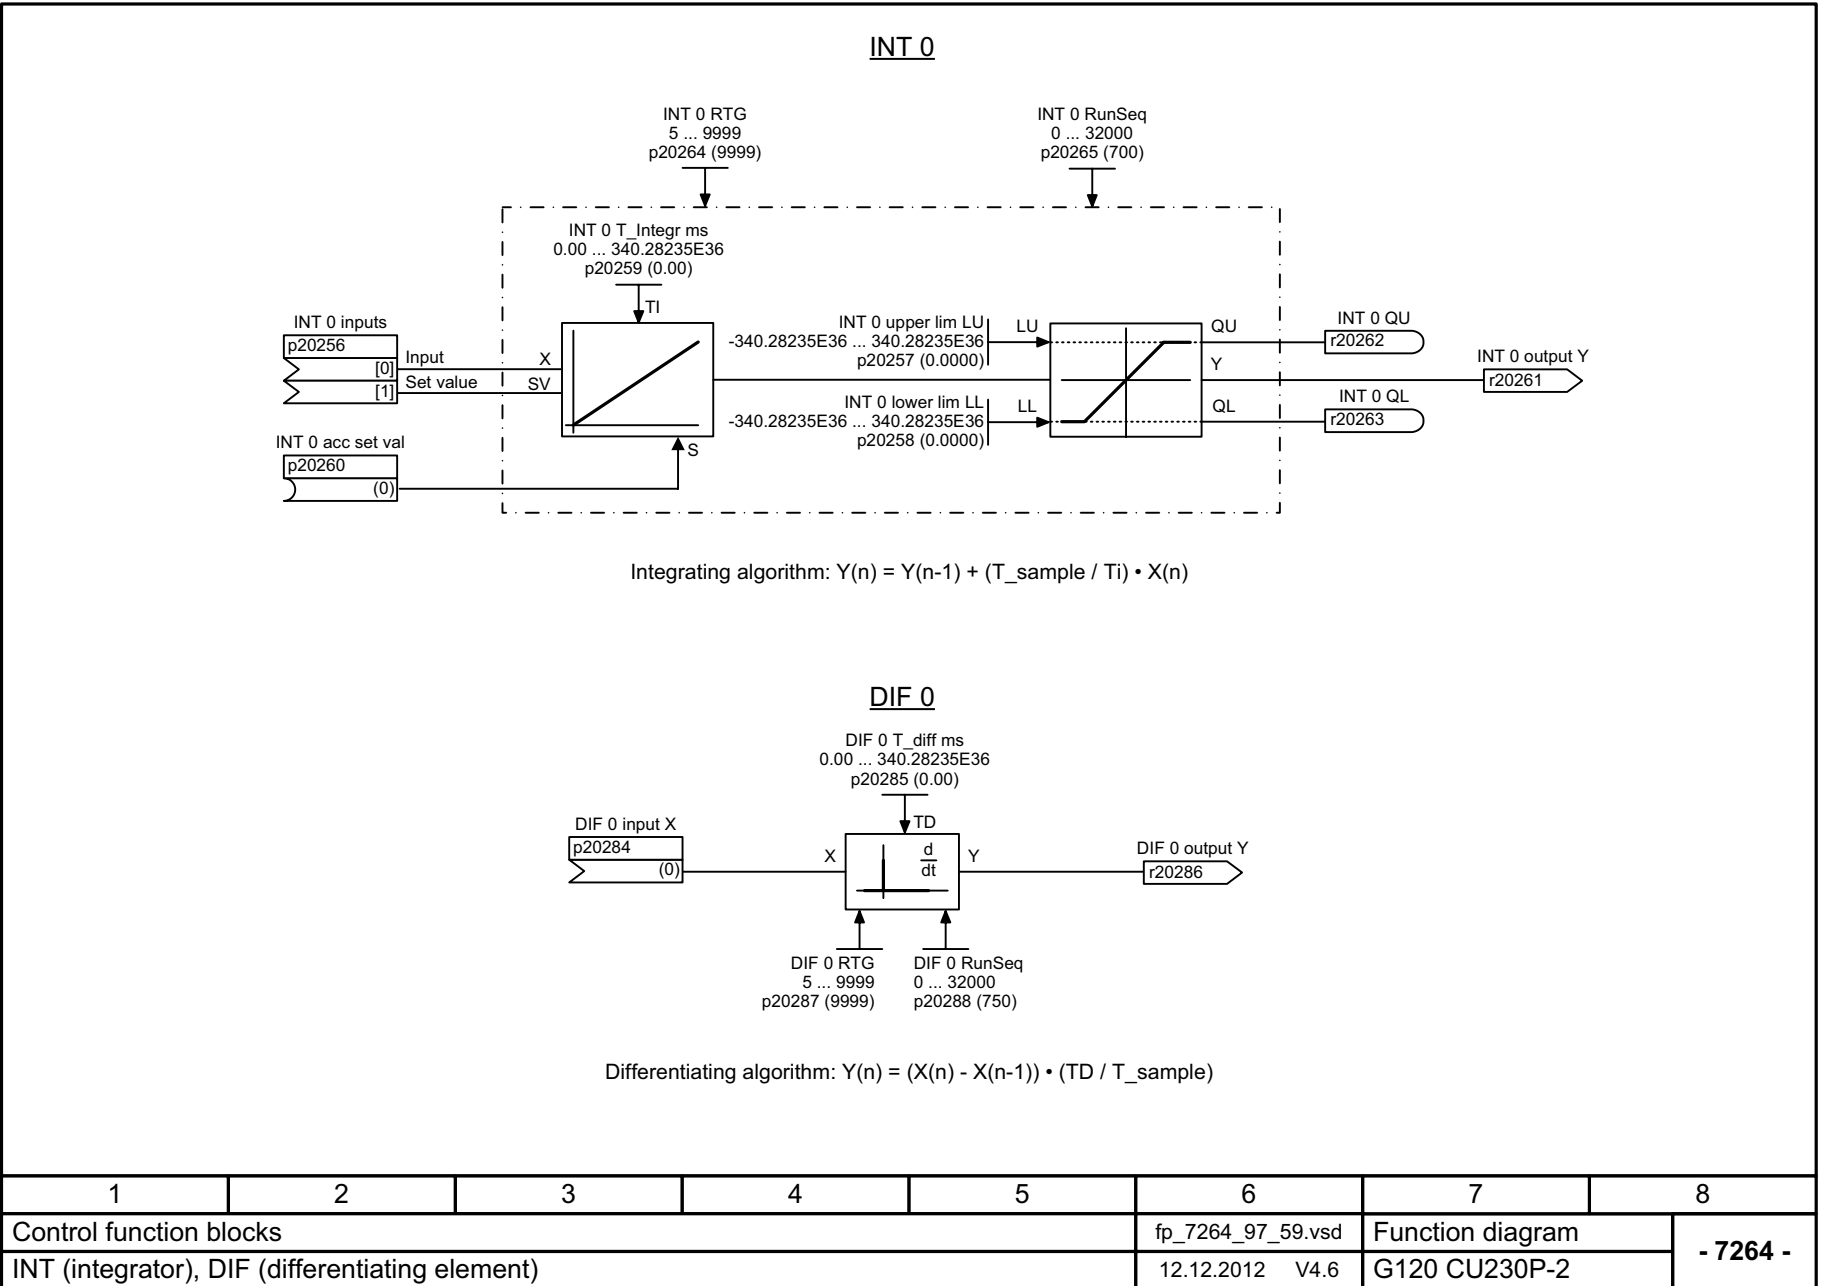 INT 0
INT 0 RTG
5 ... 9999
p20264 (9999)
INT 0 RunSeq
0 ... 32000
p20265 (700)
INT 0 T_Integr ms
0.00 ... 340.28235E36
p20259 (0.00)
TI
INT 0 inputs
p20256
[0]
[1]
Input
Set value
X
SV
INT 0 acc set val
p20260
(0)
S
INT 0 upper lim LU
-340.28235E36 ... 340.28235E36
p20257 (0.0000)
LU
INT 0 lower lim LL
-340.28235E36 ... 340.28235E36
p20258 (0.0000)
LL
QU
Y
QL
INT 0 QU
r20262
INT 0 output Y
r20261
INT 0 QL
r20263
Integrating algorithm: Y(n) = Y(n-1) + (T_sample / Ti) • X(n)
DIF 0
DIF 0 T_diff ms
0.00 ... 340.28235E36
p20285 (0.00)
TD
DIF 0 input X
p20284
(0)
X
d
dt
Y
DIF 0 output Y
r20286
DIF 0 RTG
5 ... 9999
p20287 (9999)
DIF 0 RunSeq
0 ... 32000
p20288 (750)
Differentiating algorithm: Y(n) = (X(n) - X(n-1)) • (TD / T_sample)
1 2 3 4 5 6 7 8
Control function blocks
fp_7264_97_59.vsd
Function diagram
- 7264 -
INT (integrator), DIF (differentiating element)
12.12.2012 V4.6
G120 CU230P-2